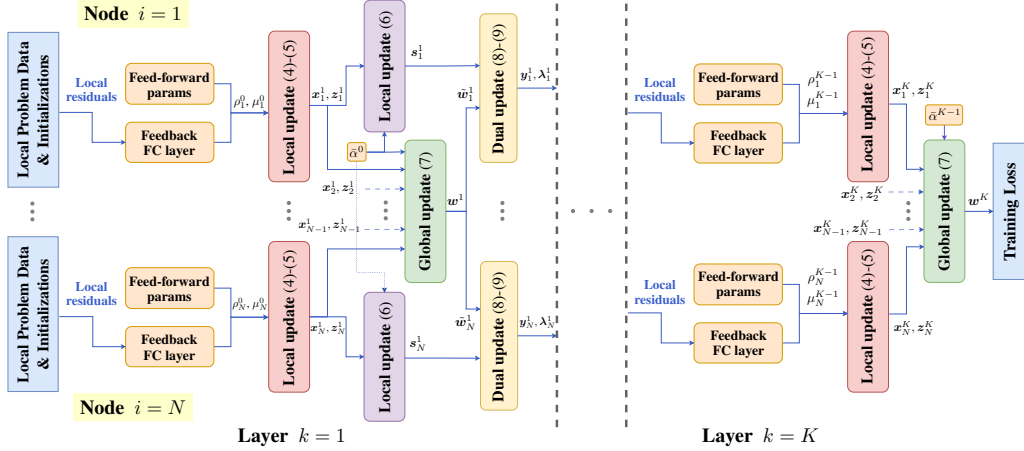 Node i = 1
Local Problem Data
& Initializations
Local
residuals
Feed-forward
params
Feedback
FC layer
ρ_1^0, μ_1^0
Local update (4)-(5)
x_1^1, z_1^1
Local update (6)
s_1^1
ᾱ^0
x_2^1, z_2^1
x_{N-1}^1, z_{N-1}^1
Global update (7)
w^1
w̃_1^1
Dual update (8)-(9)
y_1^1, λ_1^1
Local Problem Data
& Initializations
Local
residuals
Feed-forward
params
Feedback
FC layer
ρ_N^0, μ_N^0
Local update (4)-(5)
x_N^1, z_N^1
Local update (6)
s_N^1
w̃_N^1
Dual update (8)-(9)
y_N^1, λ_N^1
Node i = N
Layer k = 1
Local
residuals
Feed-forward
params
Feedback
FC layer
ρ_1^{K-1}
μ_1^{K-1}
Local update (4)-(5)
x_1^K, z_1^K
ᾱ^{K-1}
x_2^K, z_2^K
x_{N-1}^K, z_{N-1}^K
Global update (7)
w^K
Training Loss
Local
residuals
Feed-forward
params
Feedback
FC layer
ρ_N^{K-1}
μ_N^{K-1}
Local update (4)-(5)
x_N^K, z_N^K
Layer k = K